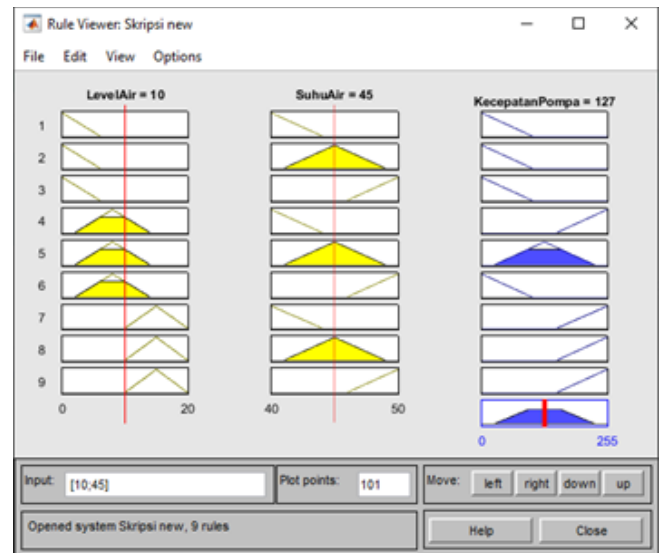 Rule Viewer: Skripsi new
File Edit View Options
LevelAir = 10 SuhuAir = 45 KecepatanPompa = 127
1
2
3
4
5
6
7
8
9
0 20 40 50
0 255
Input: [10;45] Plot points: 101 Move: left right down up
Opened system Skripsi new, 9 rules Help Close